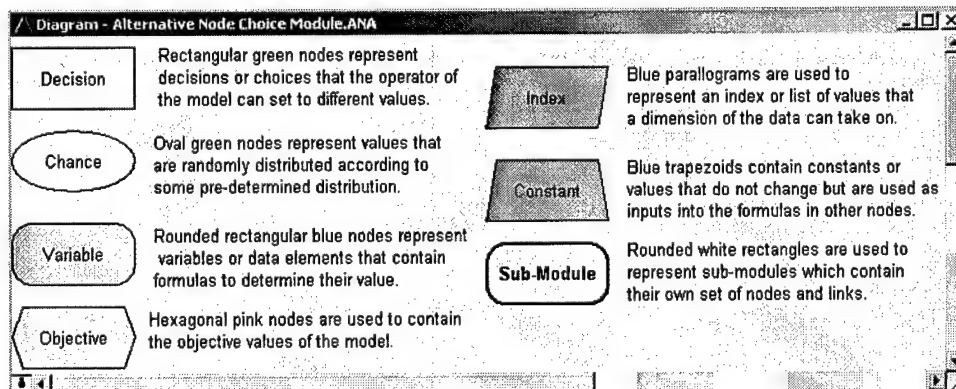 Diagram - Alternative Node Choice Module.ANA
Decision
Rectangular green nodes represent
decisions or choices that the operator of
the model can set to different values.
Chance
Oval green nodes represent values that
are randomly distributed according to
some pre-determined distribution.
Variable
Rounded rectangular blue nodes represent
variables or data elements that contain
formulas to determine their value.
Objective
Hexagonal pink nodes are used to contain
the objective values of the model.
Index
Blue parallograms are used to
represent an index or list of values that
a dimension of the data can take on.
Constant
Blue trapezoids contain constants or
values that do not change but are used as
inputs into the formulas in other nodes.
Sub-Module
Rounded white rectangles are used to
represent sub-modules which contain
their own set of nodes and links.